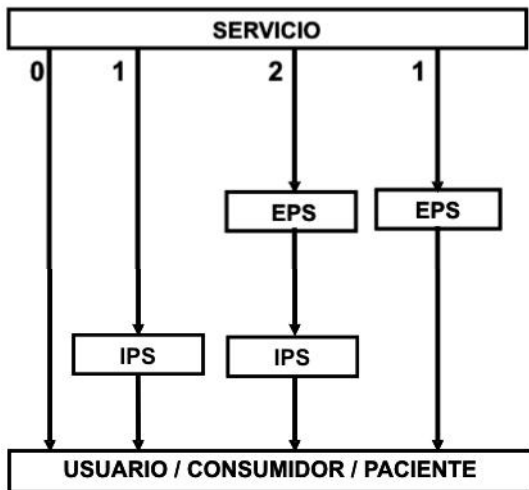 SERVICIO
0 1 2 1
EPS EPS
IPS IPS
USUARIO / CONSUMIDOR / PACIENTE